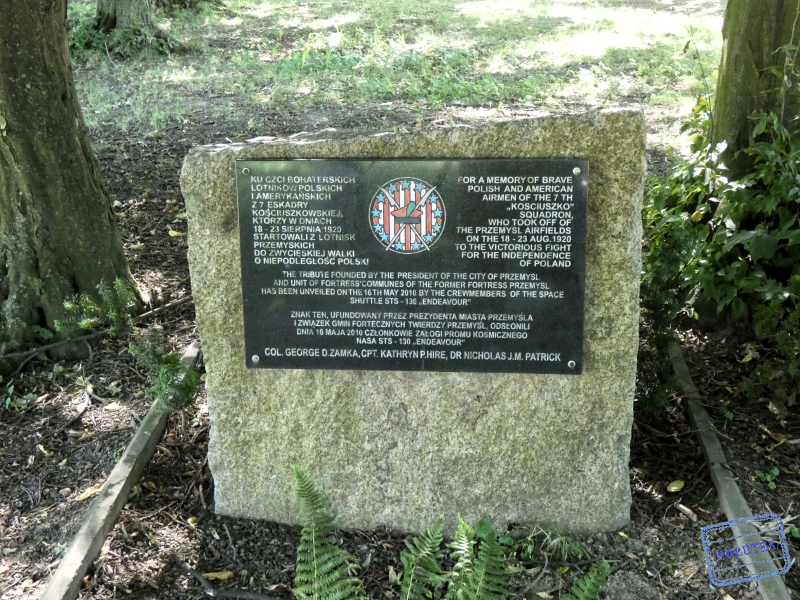 KU CZCI BOHATERSKICH
LOTNIKÓW POLSKICH
I AMERYKAŃSKICH
Z 7 ESKADRY
KOŚCIUSZKOWSKIEJ,
KTÓRZY W DNIACH
18 - 23 SIERPNIA 1920
STARTOWALI Z LOTNISK
PRZEMYSKICH
DO ZWYCIESKIEJ WALKI
O NIEPODLEGŁOŚĆ POLSKI
FOR A MEMORY OF BRAVE
POLISH AND AMERICAN
AIRMEN OF THE 7 TH
„KOSCIUSZKO"
SQUADRON,
WHO TOOK OFF OF
THE PRZEMYSL AIRFIELDS
ON THE 18 - 23 AUG.1920
TO THE VICTORIOUS FIGHT
FOR THE INDEPENDENCE
OF POLAND
THE TRIBUTE FOUNDED BY THE PRESIDENT OF THE CITY OF PRZEMYSL
AND UNIT OF FORTRESS'COMMUNES OF THE FORMER FORTRESS PRZEMYSL
HAS BEEN UNVEILED ON THE 16TH MAY 2010 BY THE CREWMEMBERS OF THE SPACE
SHUTTLE STS - 130 „ENDEAVOUR"
ZNAK TEN, UFUNDOWANY PRZEZ PREZYDENTA MIASTA PRZEMYŚLA
I ZWIĄZEK GMIN FORTECZNYCH TWIERDZY PRZEMYŚL, ODSŁONILI
DNIA 16 MAJA 2010 CZŁONKOWIE ZAŁOGI PROMU KOSMICZNEGO
NASA STS - 130 „ENDEAVOUR"
COL. GEORGE D.ZAMKA, CPT. KATHRYN P.HIRE, DR NICHOLAS J.M. PATRICK